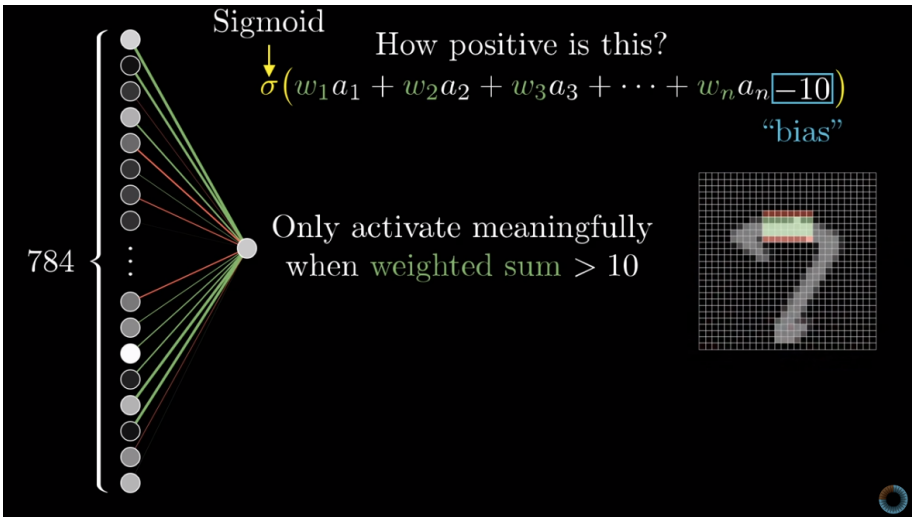 Sigmoid
How positive is this?
σ(w₁a₁ + w₂a₂ + w₃a₃ + ⋯ + wₙaₙ −10)
“bias”
Only activate meaningfully
when weighted sum > 10
784
⋮